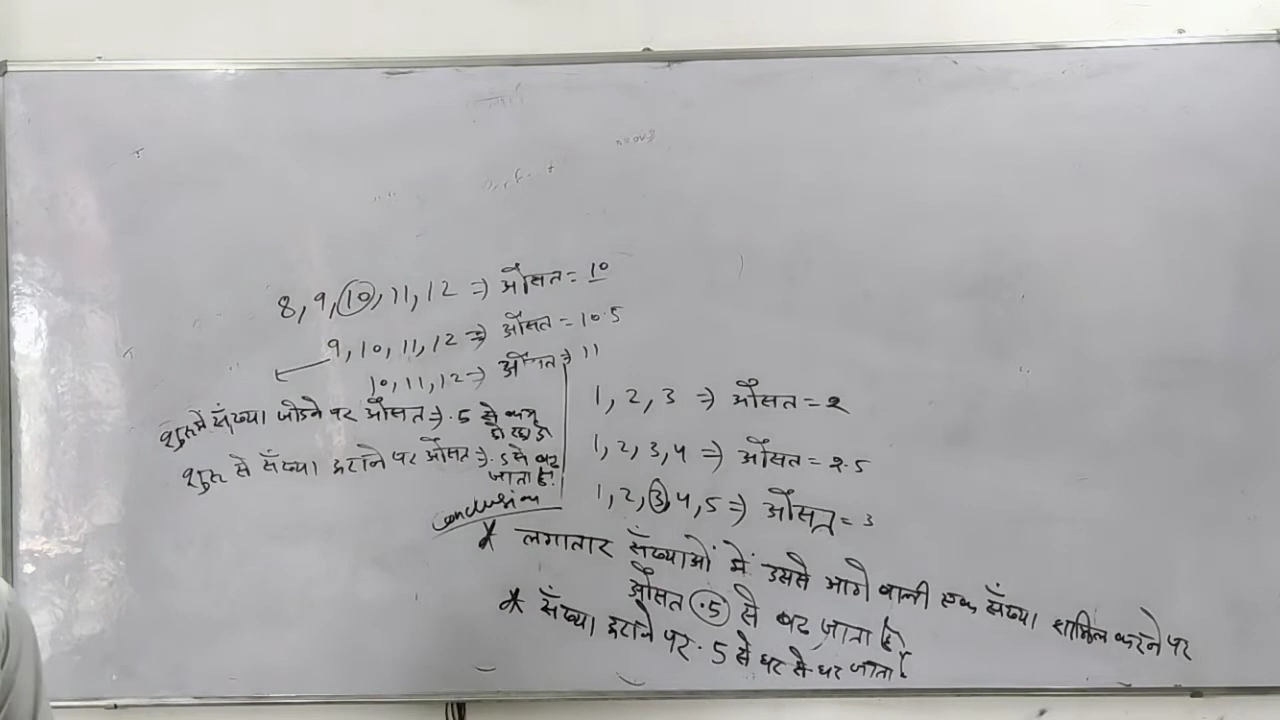 8, 9, 10, 11, 12 => औसत = 10
9, 10, 11, 12 => औसत = 10.5
10, 11, 12 => औसत => 11
शुरू में सँख्या जोडने पर औसत => .5 से कम
हो रहा है
शुरू से सँख्या हटाने पर औसत => .5 से बढ
जाता है.
1, 2, 3 => औसत = 2
1, 2, 3, 4 => औसत = 2.5
1, 2, 3, 4, 5 => औसत = 3
Conclusion
* लगातार सँख्याओं में उससे आगे वाली एक सँख्या शामिल करने पर
औसत .5 से बढ जाता है
* सँख्या हटाने पर .5 से घट से घट जाता